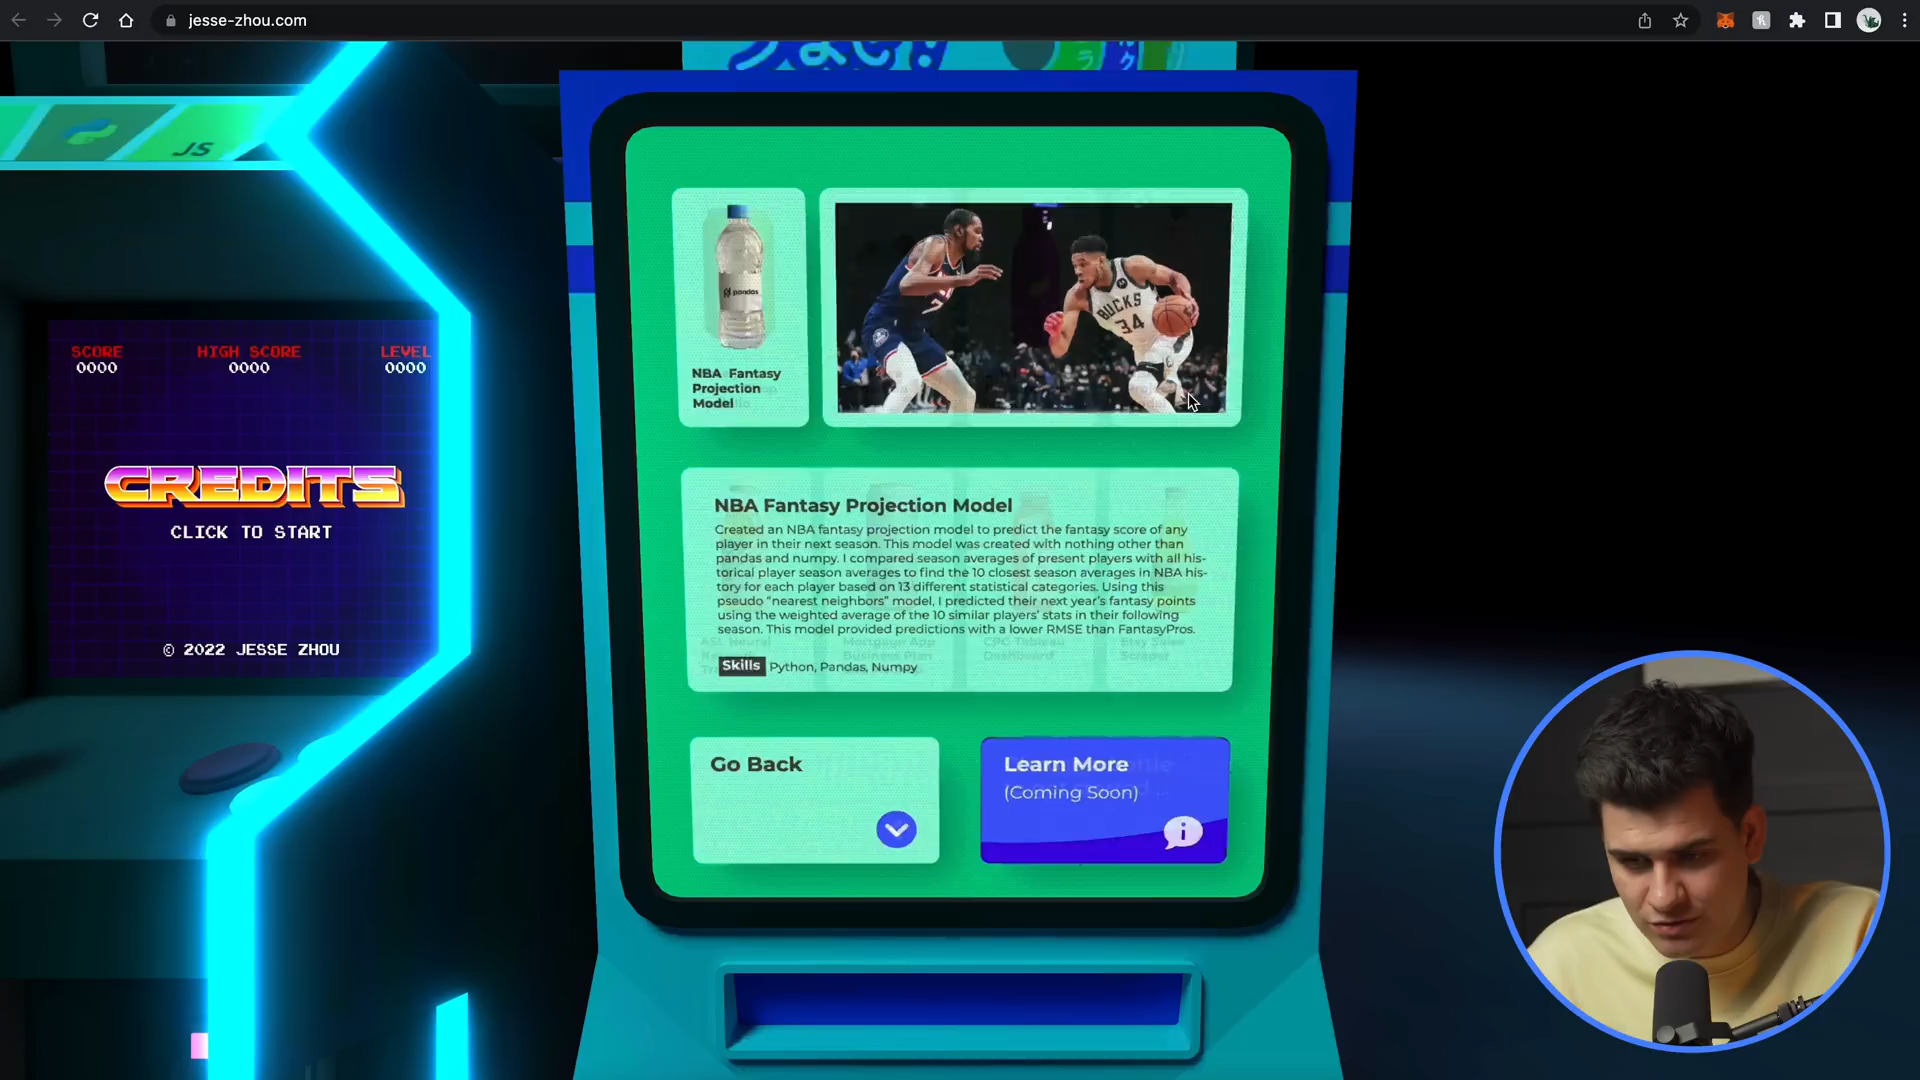 jesse-zhou.com
JS
SCORE HIGH SCORE LEVEL
0000 0000 0000
CREDITS
CLICK TO START
© 2022 JESSE ZHOU
pandas
NBA Fantasy
Projection
Model
BUCKS
34
NBA Fantasy Projection Model
Created an NBA fantasy projection model to predict the fantasy score of any
player in their next season. This model was created with nothing other than
pandas and numpy. I compared season averages of present players with all his-
torical player season averages to find the 10 closest season averages in NBA his-
tory for each player based on 13 different statistical categories. Using this
pseudo “nearest neighbors” model, I predicted their next year’s fantasy points
using the weighted average of the 10 similar players’ stats in their following
season. This model provided predictions with a lower RMSE than FantasyPros.
Skills Python, Pandas, Numpy
Go Back
Learn More
(Coming Soon)